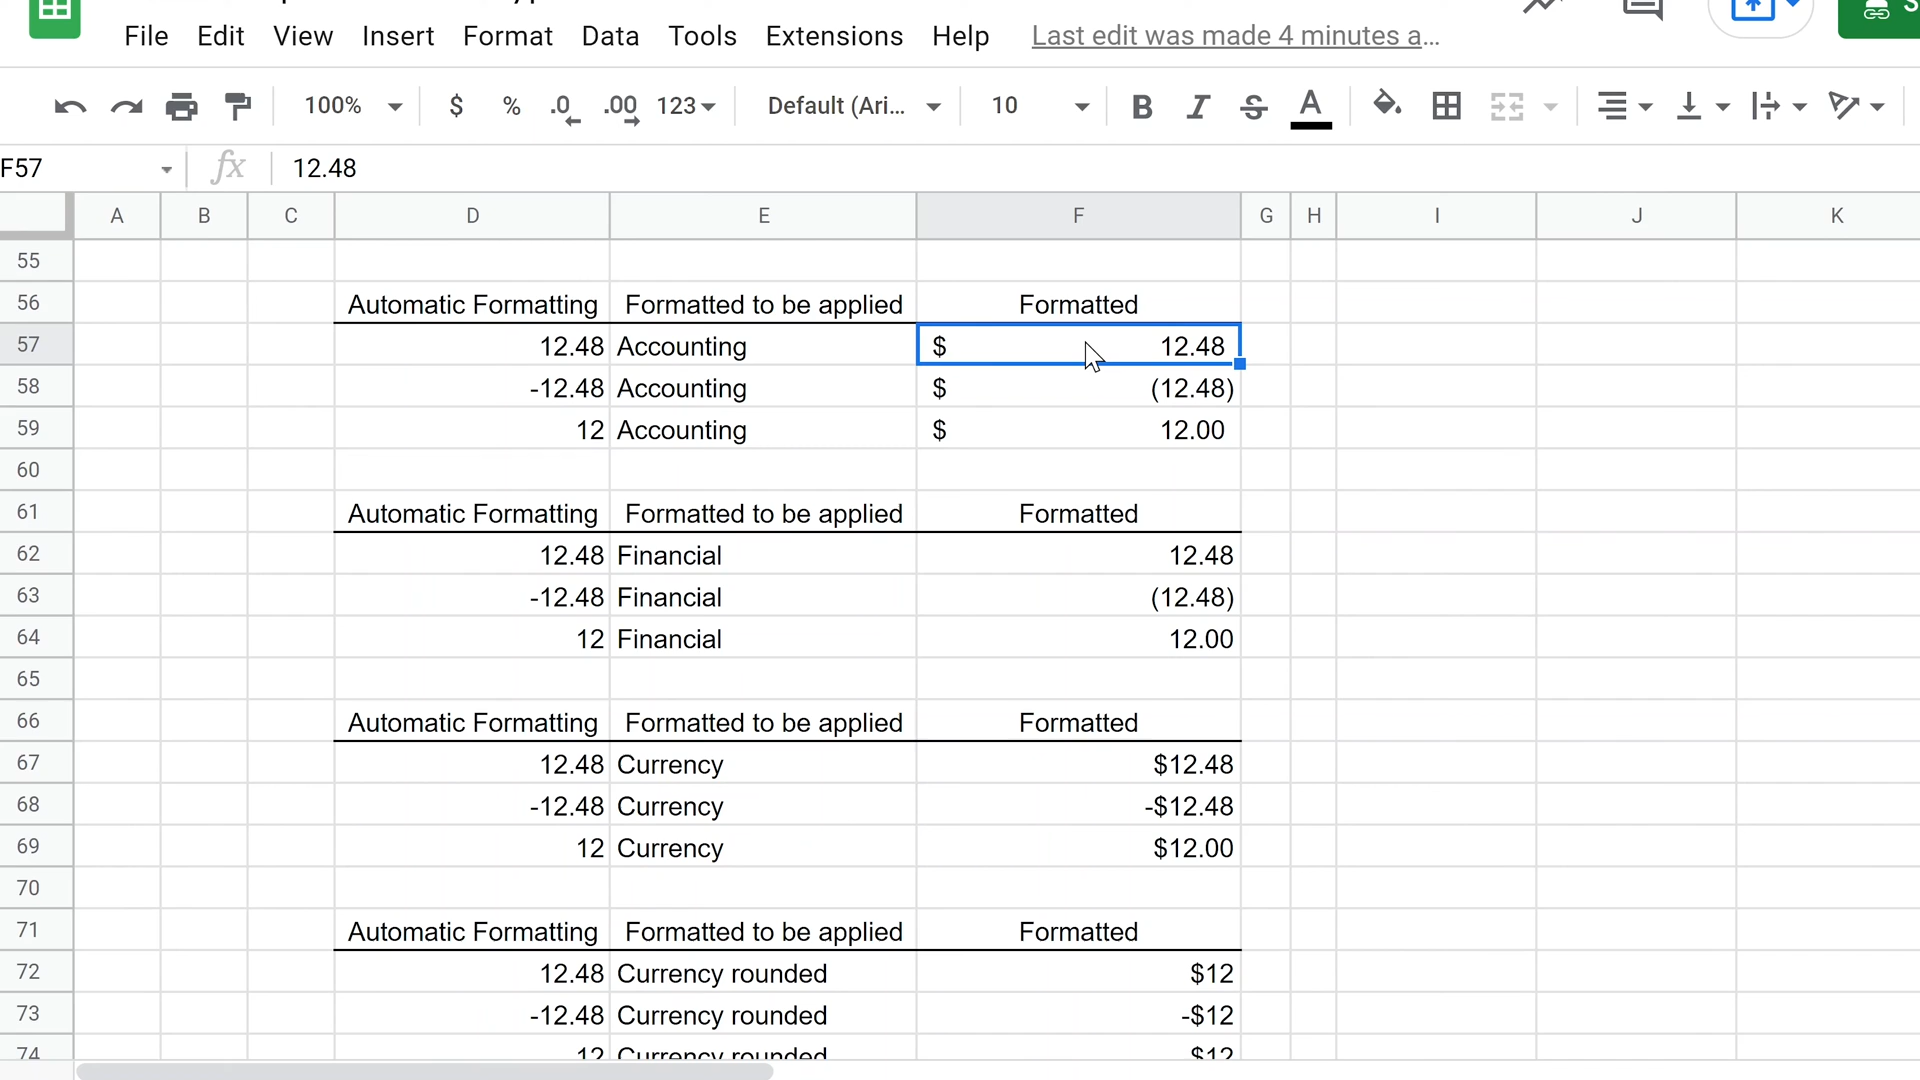 File Edit View Insert Format Data Tools Extensions Help Last edit was made 4 minutes a...
100% $ % .0 .00 123 Default (Ari... 10 B I S A
F57 fx 12.48
A B C D E F G H I J K
55
56 Automatic Formatting Formatted to be applied Formatted
57 12.48 Accounting $ 12.48
58 -12.48 Accounting $ (12.48)
59 12 Accounting $ 12.00
60
61 Automatic Formatting Formatted to be applied Formatted
62 12.48 Financial 12.48
63 -12.48 Financial (12.48)
64 12 Financial 12.00
65
66 Automatic Formatting Formatted to be applied Formatted
67 12.48 Currency $12.48
68 -12.48 Currency -$12.48
69 12 Currency $12.00
70
71 Automatic Formatting Formatted to be applied Formatted
72 12.48 Currency rounded $12
73 -12.48 Currency rounded -$12
74 12 Currency rounded $12